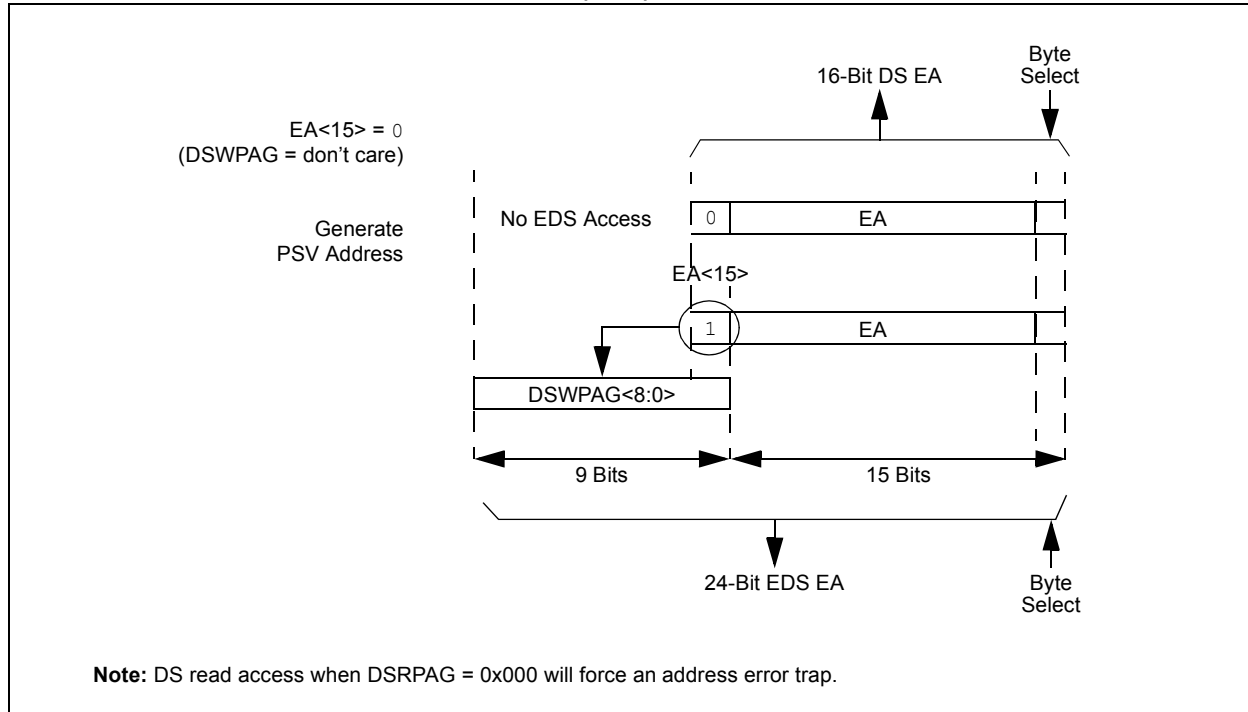 16-Bit DS EA
Byte
Select
EA<15> = 0
(DSWPAG = don't care)
No EDS Access
0
EA
Generate
PSV Address
EA<15>
1
EA
DSWPAG<8:0>
9 Bits
15 Bits
24-Bit EDS EA
Byte
Select
Note: DS read access when DSRPAG = 0x000 will force an address error trap.